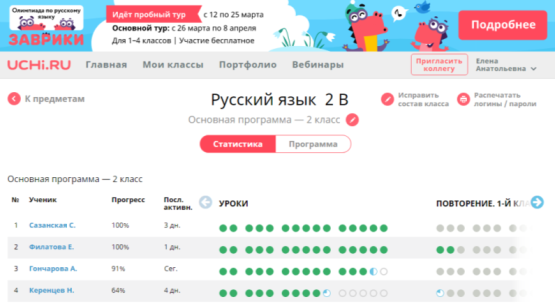 Олимпиада по русскому
языку
ЗАВРИКИ
Идёт пробный тур с 12 по 25 марта
Основной тур: с 26 марта по 8 апреля
Для 1–4 классов | Участие бесплатное
Подробнее
UCHi.RU Главная Мои классы Портфолио Вебинары Пригласить коллегу Елена Анатольевна
К предметам
Русский язык 2 В
Исправить состав класса
Распечатать логины / пароли
Основная программа — 2 класс
Статистика Программа
Основная программа — 2 класс
№ Ученик Прогресс Посл. активн. УРОКИ ПОВТОРЕНИЕ. 1-Й КЛА
1 Сазанская С. 100% 3 дн.
2 Филатова Е. 100% 1 дн.
3 Гончарова А. 91% Сег.
4 Керенцев Н. 64% 4 дн.